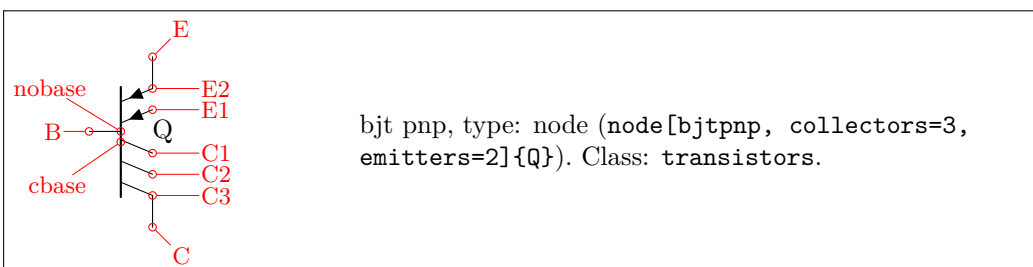 E
nobase
E2
E1
B
Q
C1
C2
cbase
C3
C
bjt pnp, type: node (node[bjtpnp, collectors=3,
emitters=2]{Q}). Class: transistors.